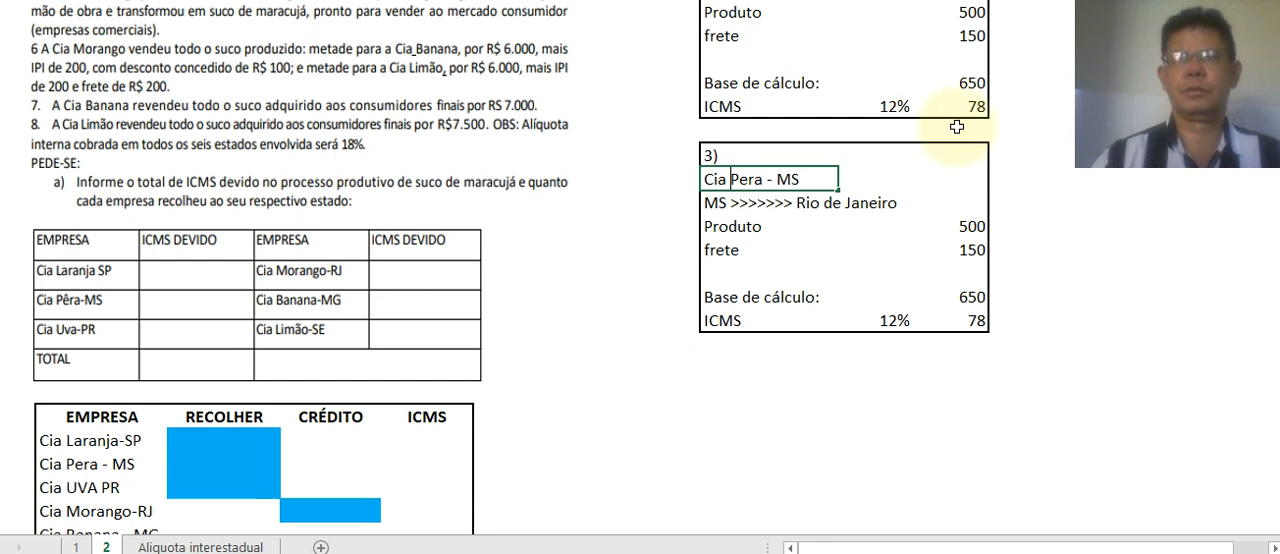 mão de obra e transformou em suco de maracujá, pronto para vender ao mercado consumidor
(empresas comerciais).
6 A Cia Morango vendeu todo o suco produzido: metade para a Cia Banana, por R$ 6.000, mais
IPI de 200, com desconto concedido de R$ 100; e metade para a Cia Limão, por R$ 6.000, mais IPI
de 200 e frete de R$ 200.
7. A Cia Banana revendeu todo o suco adquirido aos consumidores finais por RS 7.000.
8. A Cia Limão revendeu todo o suco adquirido aos consumidores finais por R$7.500. OBS: Alíquota
interna cobrada em todos os seis estados envolvida será 18%.
PEDE-SE:
a) Informe o total de ICMS devido no processo produtivo de suco de maracujá e quanto
cada empresa recolheu ao seu respectivo estado:
EMPRESA ICMS DEVIDO EMPRESA ICMS DEVIDO
Cia Laranja SP Cia Morango-RJ
Cia Pêra-MS Cia Banana-MG
Cia Uva-PR Cia Limão-SE
TOTAL
EMPRESA RECOLHER CRÉDITO ICMS
Cia Laranja-SP
Cia Pera - MS
Cia UVA PR
Cia Morango-RJ
Cia Banana - MG
Produto 500
frete 150
Base de cálculo: 650
ICMS 12% 78
3)
Cia Pera - MS
MS >>>>>>> Rio de Janeiro
Produto 500
frete 150
Base de cálculo: 650
ICMS 12% 78
1 2 Aliquota interestadual